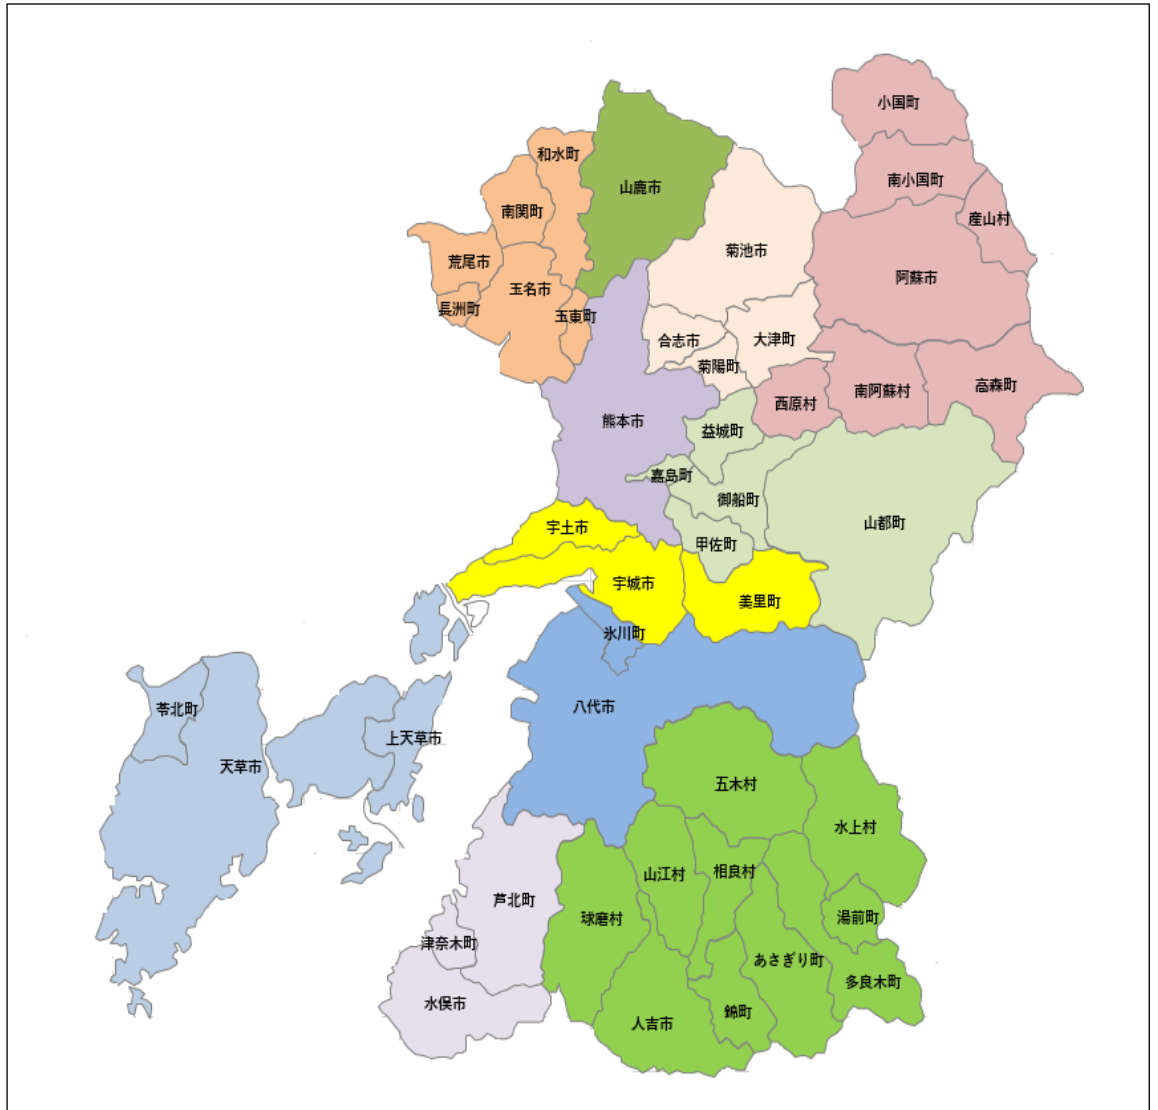 小国町
和水町
南小国町
山鹿市
南関町
産山村
菊池市
荒尾市
阿蘇市
玉名市
長洲町
玉東町
合志市
大津町
菊陽町
高森町
南阿蘇村
西原村
熊本市
益城町
嘉島町
御船町
山都町
宇土市
甲佐町
宇城市
美里町
氷川町
八代市
苓北町
上天草市
天草市
五木村
水上村
相良村
山江村
芦北町
球磨村
湯前町
津奈木町
あさぎり町
多良木町
水俣市
錦町
人吉市